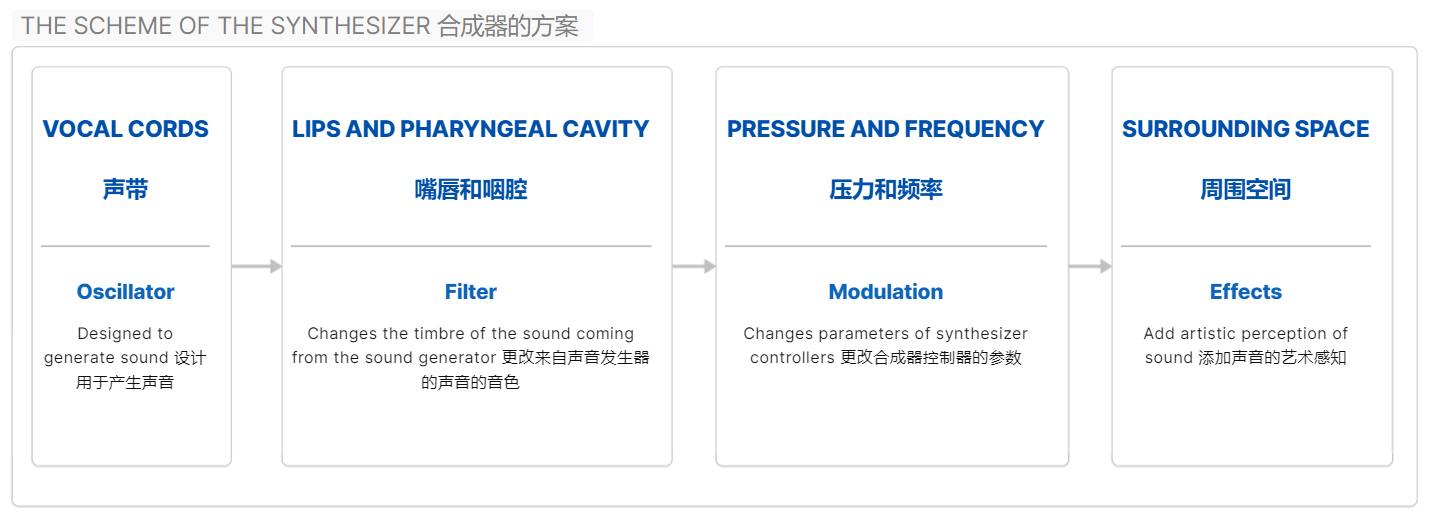 THE SCHEME OF THE SYNTHESIZER 合成器的方案
VOCAL CORDS
声带
Oscillator
Designed to
generate sound 设计
用于产生声音
LIPS AND PHARYNGEAL CAVITY
嘴唇和咽腔
Filter
Changes the timbre of the sound coming
from the sound generator 更改来自声音发生器
的声音的音色
PRESSURE AND FREQUENCY
压力和频率
Modulation
Changes parameters of synthesizer
controllers 更改合成器控制器的参数
SURROUNDING SPACE
周围空间
Effects
Add artistic perception of
sound 添加声音的艺术感知